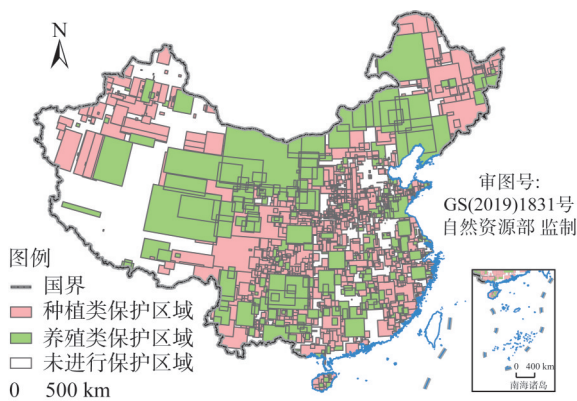 N
审图号:
GS(2019)1831号
自然资源部 监制
图例
国界
种植类保护区域
养殖类保护区域
未进行保护区域
0 500 km
0 400 km
南海诸岛